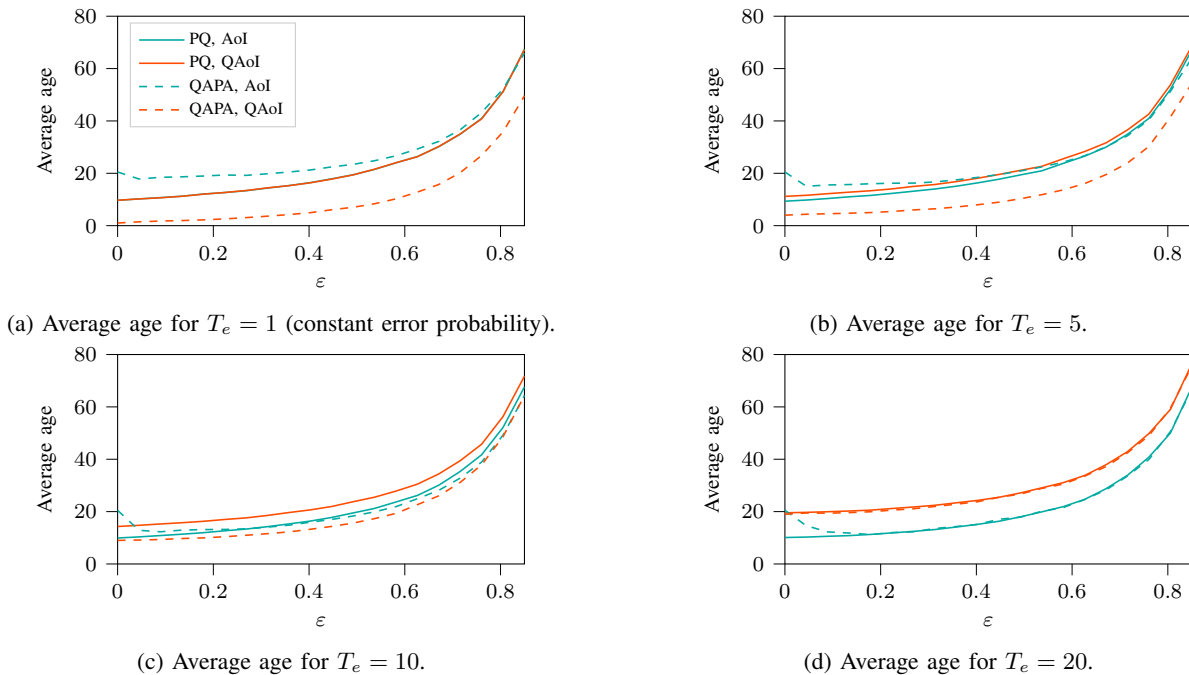 80
60
40
20
0
Average age
PQ, AoI
PQ, QAoI
QAPA, AoI
QAPA, QAoI
0 0.2 0.4 0.6 0.8
ε
(a) Average age for T_e = 1 (constant error probability).
80
60
40
20
0
Average age
0 0.2 0.4 0.6 0.8
ε
(b) Average age for T_e = 5.
80
60
40
20
0
Average age
0 0.2 0.4 0.6 0.8
ε
(c) Average age for T_e = 10.
80
60
40
20
0
Average age
0 0.2 0.4 0.6 0.8
ε
(d) Average age for T_e = 20.